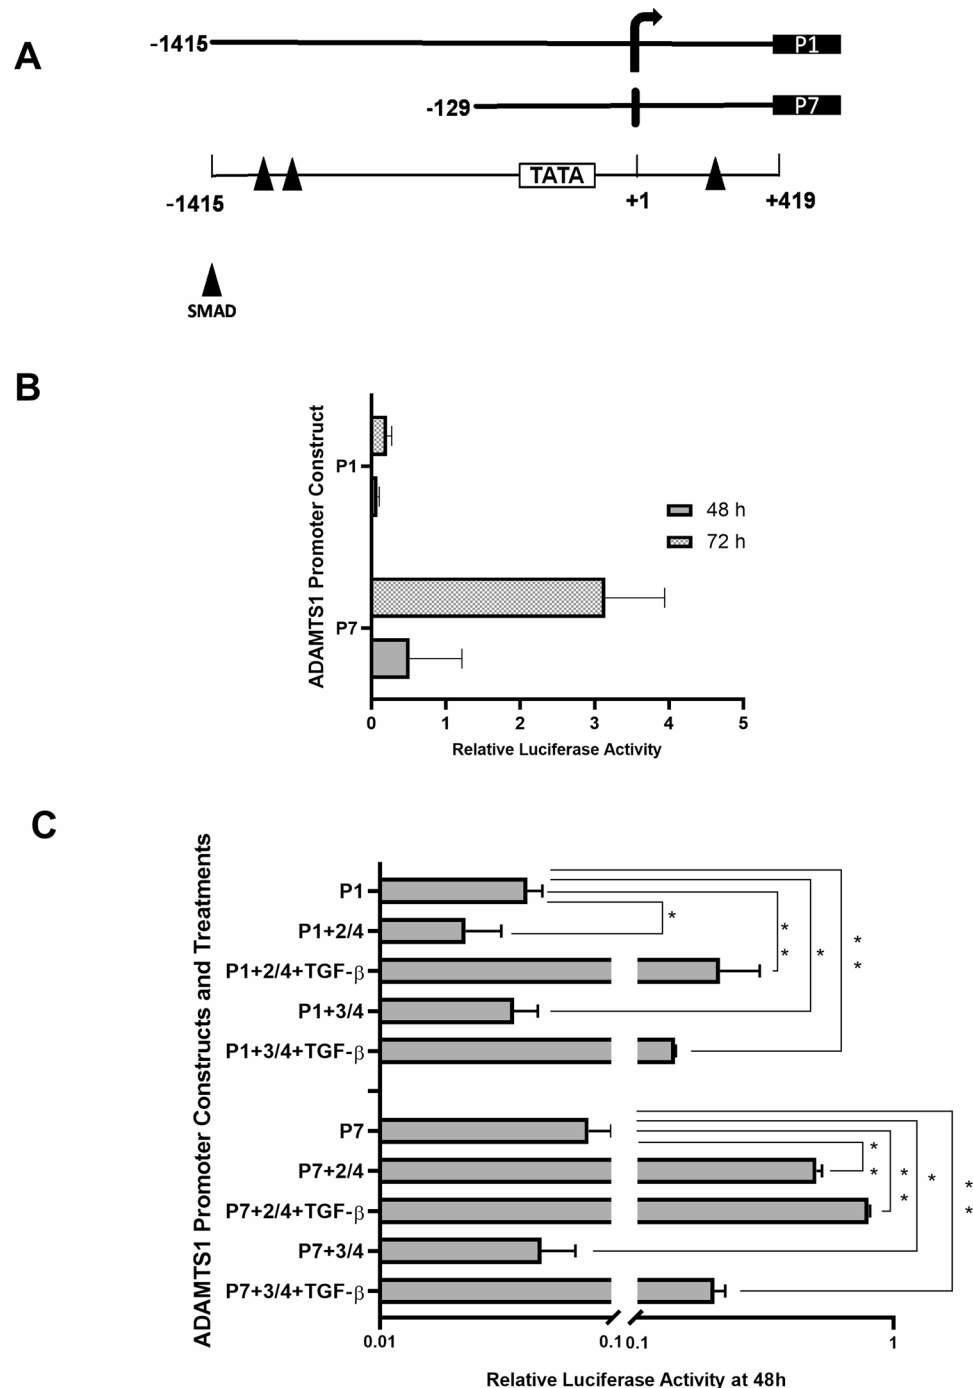 A
-1415
P1
-129
P7
TATA
-1415
+1
+419
SMAD
B
ADAMTS1 Promoter Construct
P1
P7
48 h
72 h
0 1 2 3 4 5
Relative Luciferase Activity
C
ADAMTS1 Promoter Constructs and Treatments
P1
P1+2/4
*
P1+2/4+TGF-β
* *
P1+3/4
*
P1+3/4+TGF-β
* *
P7
P7+2/4
* *
P7+2/4+TGF-β
* *
P7+3/4
*
P7+3/4+TGF-β
* *
0.01 0.1 0.1 1
Relative Luciferase Activity at 48h